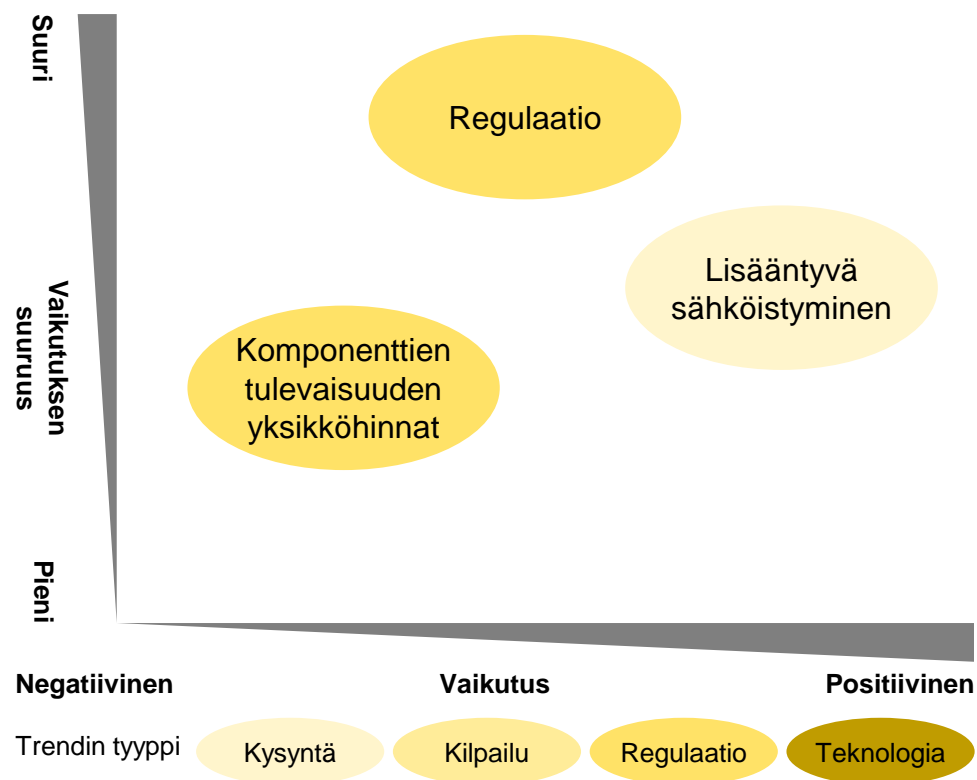 Suuri
Vaikutuksen
suuruus
Pieni
Regulaatio
Lisääntyvä
sähköistyminen
Komponenttien
tulevaisuuden
yksikköhinnat
Negatiivinen
Vaikutus
Positiivinen
Trendin tyyppi
Kysyntä
Kilpailu
Regulaatio
Teknologia